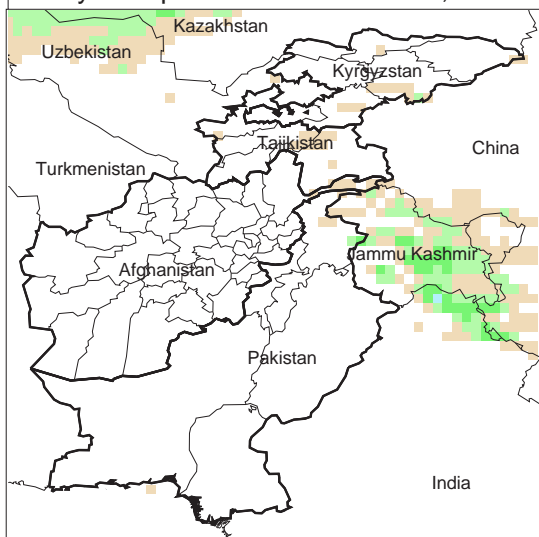 Kazakhstan
Uzbekistan
Kyrgyzstan
Tajikistan
China
Turkmenistan
Jammu Kashmir
Afghanistan
Pakistan
India